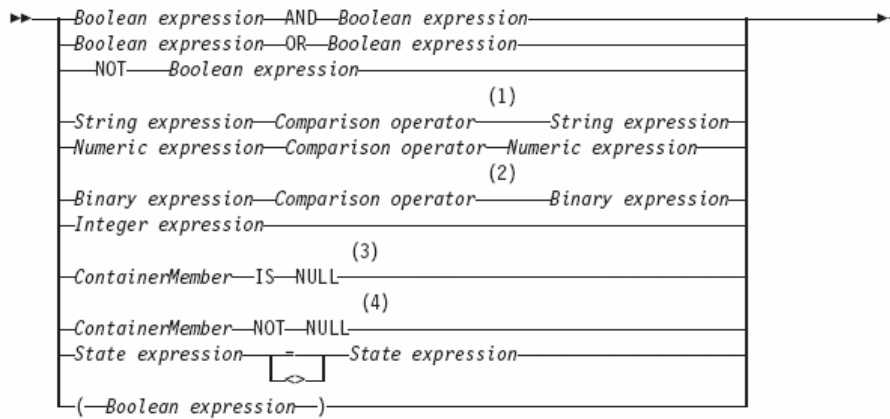 Boolean expression AND Boolean expression
Boolean expression OR Boolean expression
NOT Boolean expression
(1)
String expression Comparison operator String expression
Numeric expression Comparison operator Numeric expression
(2)
Binary expression Comparison operator Binary expression
Integer expression
(3)
ContainerMember IS NULL
(4)
ContainerMember NOT NULL
State expression = State expression
<>
( Boolean expression )